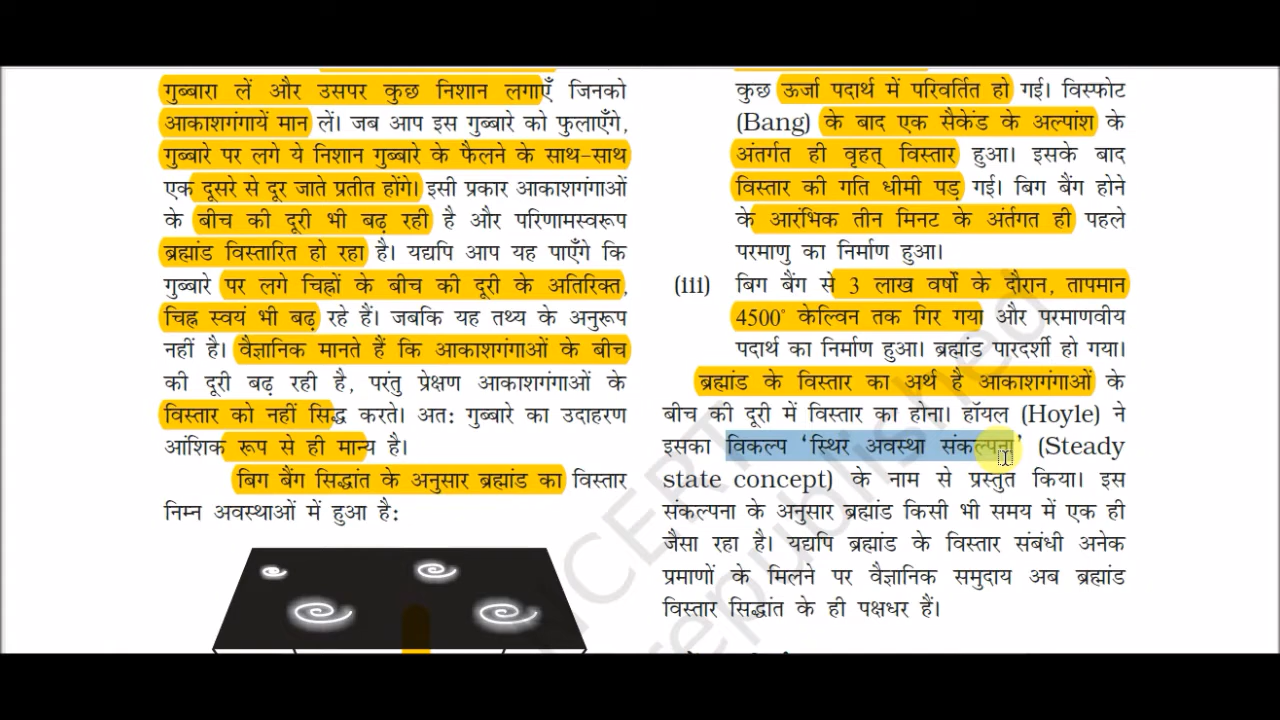 गुब्बारा लें और उसपर कुछ निशान लगाएँ जिनको
आकाशगंगायें मान लें। जब आप इस गुब्बारे को फुलाएँगे,
गुब्बारे पर लगे ये निशान गुब्बारे के फैलने के साथ-साथ
एक दूसरे से दूर जाते प्रतीत होंगे। इसी प्रकार आकाशगंगाओं
के बीच की दूरी भी बढ़ रही है और परिणामस्वरूप
ब्रह्मांड विस्तारित हो रहा है। यद्यपि आप यह पाएँगे कि
गुब्बारे पर लगे चिह्नों के बीच की दूरी के अतिरिक्त,
चिह्न स्वयं भी बढ़ रहे हैं। जबकि यह तथ्य के अनुरूप
नहीं है। वैज्ञानिक मानते हैं कि आकाशगंगाओं के बीच
की दूरी बढ़ रही है, परंतु प्रेक्षण आकाशगंगाओं के
विस्तार को नहीं सिद्ध करते। अत: गुब्बारे का उदाहरण
आंशिक रूप से ही मान्य है।
बिग बैंग सिद्धांत के अनुसार ब्रह्मांड का विस्तार
निम्न अवस्थाओं में हुआ है:
कुछ ऊर्जा पदार्थ में परिवर्तित हो गई। विस्फोट
(Bang) के बाद एक सैकेंड के अल्पांश के
अंतर्गत ही वृहत् विस्तार हुआ। इसके बाद
विस्तार की गति धीमी पड़ गई। बिग बैंग होने
के आरंभिक तीन मिनट के अंर्तगत ही पहले
परमाणु का निर्माण हुआ।
(iii) बिग बैंग से 3 लाख वर्षों के दौरान, तापमान
4500° केल्विन तक गिर गया और परमाणवीय
पदार्थ का निर्माण हुआ। ब्रह्मांड पारदर्शी हो गया।
ब्रह्मांड के विस्तार का अर्थ है आकाशगंगाओं के
बीच की दूरी में विस्तार का होना। हॉयल (Hoyle) ने
इसका विकल्प 'स्थिर अवस्था संकल्पना' (Steady
state concept) के नाम से प्रस्तुत किया। इस
संकल्पना के अनुसार ब्रह्मांड किसी भी समय में एक ही
जैसा रहा है। यद्यपि ब्रह्मांड के विस्तार संबंधी अनेक
प्रमाणों के मिलने पर वैज्ञानिक समुदाय अब ब्रह्मांड
विस्तार सिद्धांत के ही पक्षधर हैं।
NCERT
republished